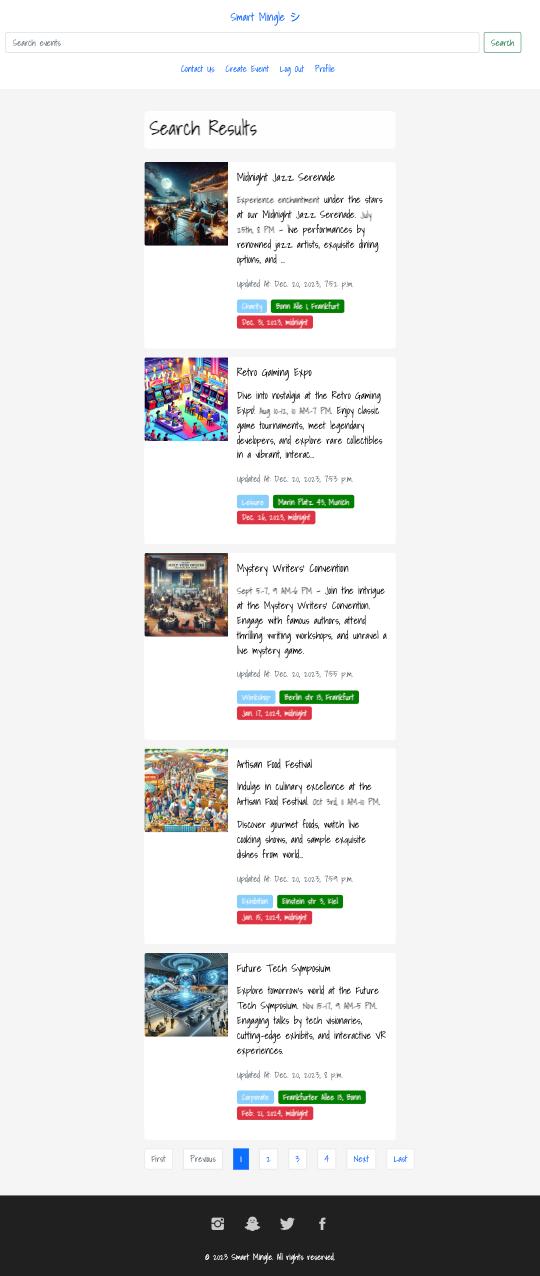 Smart Mingle シ
Search events
Search
Contact Us Create Event Log Out Profile
Search Results
Midnight Jazz Serenade
Experience enchantment under the stars
at our Midnight Jazz Serenade. July
25th, 8 PM - live performances by
renowned jazz artists, exquisite dining
options, and ...
Updated At: Dec. 20, 2023, 7:52 p.m.
Charity Bonn Alle 1, Frankfurt
Dec. 31, 2023, midnight
Retro Gaming Expo
Dive into nostalgia at the Retro Gaming
Expo! Aug 10-12, 10 AM-7 PM. Enjoy classic
game tournaments, meet legendary
developers, and explore rare collectibles
in a vibrant, interac...
Updated At: Dec. 20, 2023, 7:53 p.m.
Leisure Marin Platz 45, Munich
Dec. 26, 2023, midnight
Mystery Writers' Convention
Sept 5-7, 9 AM-6 PM - Join the intrigue
at the Mystery Writers' Convention.
Engage with famous authors, attend
thrilling writing workshops, and unravel a
live mystery game.
Updated At: Dec. 20, 2023, 7:55 p.m.
Workshop Berlin str 15, Frankfurt
Jan. 17, 2024, midnight
Artisan Food Festival
Indulge in culinary excellence at the
Artisan Food Festival. Oct 3rd, 11 AM-10 PM.
Discover gourmet foods, watch live
cooking shows, and sample exquisite
dishes from world...
Updated At: Dec. 20, 2023, 7:59 p.m.
Exhibition Einstein str 3, Kiel
Jan. 15, 2024, midnight
Future Tech Symposium
Explore tomorrow's world at the Future
Tech Symposium. Nov 15-17, 9 AM-5 PM.
Engaging talks by tech visionaries,
cutting-edge exhibits, and interactive VR
experiences.
Updated At: Dec. 20, 2023, 8 p.m.
Corporate Frankfurter Allee 13, Bonn
Feb. 21, 2024, midnight
First Previous 1 2 3 4 Next Last
© 2023 Smart Mingle. All rights reserved.